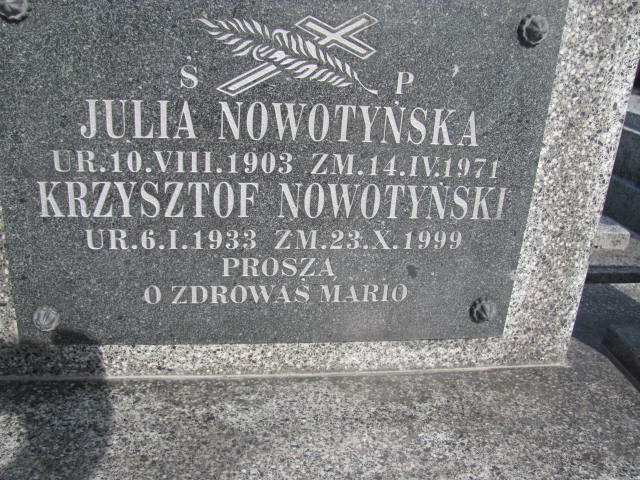 Ś P
JULIA NOWOTYŃSKA
UR.10.VIII.1903 ZM.14.IV.1971
KRZYSZTOF NOWOTYŃSKI
UR.6.I.1933 ZM.23.X.1999
PROSZĄ
O ZDROWAŚ MARIO